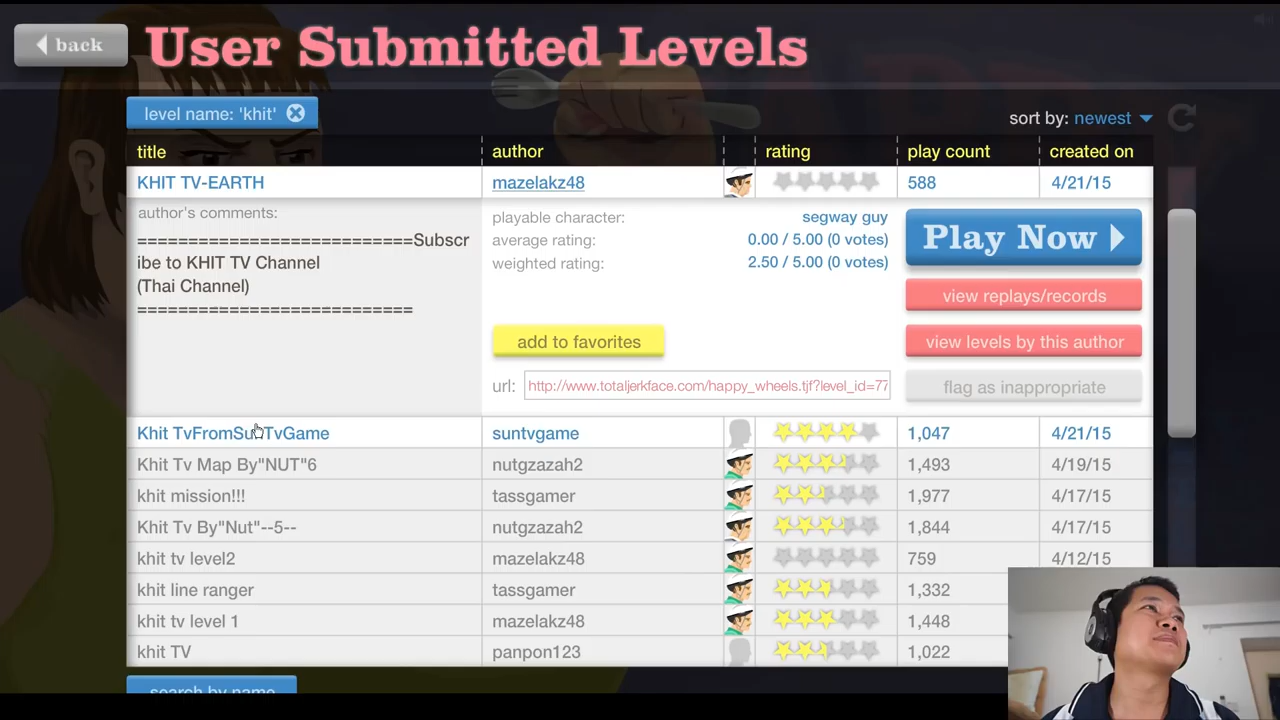 back
User Submitted Levels
level name: 'khit'
sort by: newest
title author rating play count created on
KHIT TV-EARTH mazelakz48 588 4/21/15
author's comments:
===========================Subscr
ibe to KHIT TV Channel
(Thai Channel)
===========================
playable character: segway guy
average rating: 0.00 / 5.00 (0 votes)
weighted rating: 2.50 / 5.00 (0 votes)
add to favorites
url: http://www.totaljerkface.com/happy_wheels.tjf?level_id=77
Play Now
view replays/records
view levels by this author
flag as inappropriate
Khit TvFromSunTvGame suntvgame 1,047 4/21/15
Khit Tv Map By"NUT"6 nutgzazah2 1,493 4/19/15
khit mission!!! tassgamer 1,977 4/17/15
Khit Tv By"Nut"--5-- nutgzazah2 1,844 4/17/15
khit tv level2 mazelakz48 759 4/12/15
khit line ranger tassgamer 1,332
khit tv level 1 mazelakz48 1,448
khit TV panpon123 1,022
search by name